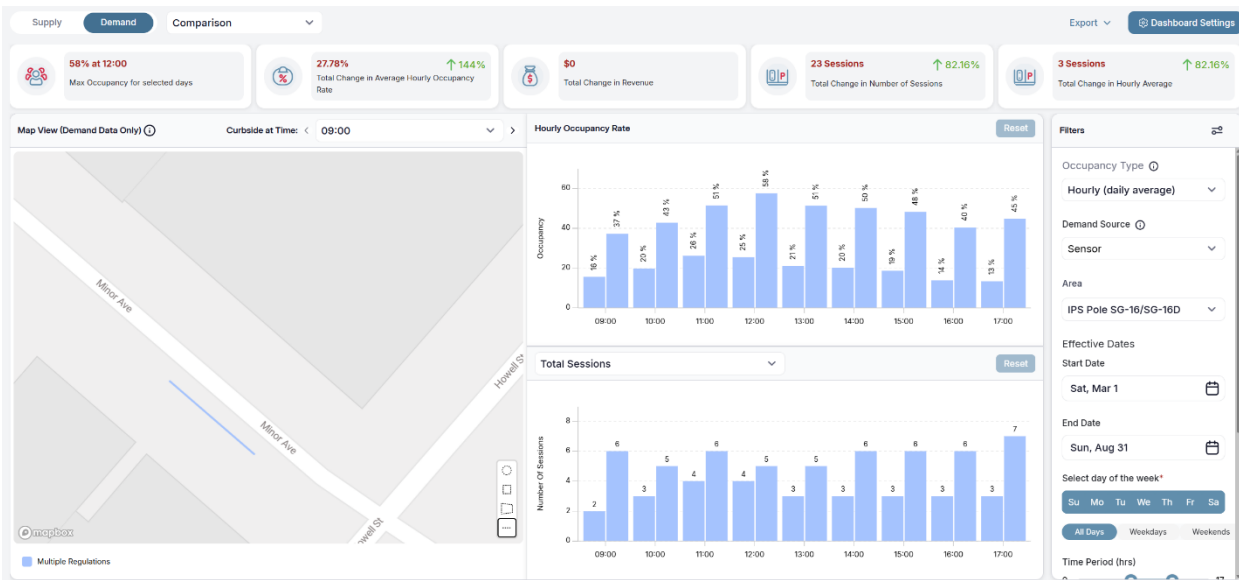 Supply
Demand
Comparison
Export
Dashboard Settings
58% at 12:00
Max Occupancy for selected days
27.78%
144%
Total Change in Average Hourly Occupancy
Rate
$0
Total Change in Revenue
23 Sessions
82.16%
Total Change in Number of Sessions
3 Sessions
82.16%
Total Change in Hourly Average
Map View (Demand Data Only)
Curbside at Time:
09:00
Minor Ave
Minor Ave
Howell St
owell St
mapbox
Multiple Regulations
Hourly Occupancy Rate
Reset
Occupancy
60
40
20
0
16 %
37 %
20 %
43 %
26 %
51 %
25 %
58 %
21 %
51 %
20 %
50 %
19 %
48 %
14 %
40 %
13 %
45 %
09:00
10:00
11:00
12:00
13:00
14:00
15:00
16:00
17:00
Total Sessions
Reset
Number Of Sessions
8
6
4
2
0
2
6
3
5
4
6
4
5
3
5
3
6
3
6
3
6
3
7
09:00
10:00
11:00
12:00
13:00
14:00
15:00
16:00
17:00
Filters
Occupancy Type
Hourly (daily average)
Demand Source
Sensor
Area
IPS Pole SG-16/SG-16D
Effective Dates
Start Date
Sat, Mar 1
End Date
Sun, Aug 31
Select day of the week*
Su Mo Tu We Th Fr Sa
All Days
Weekdays
Weekends
Time Period (hrs)